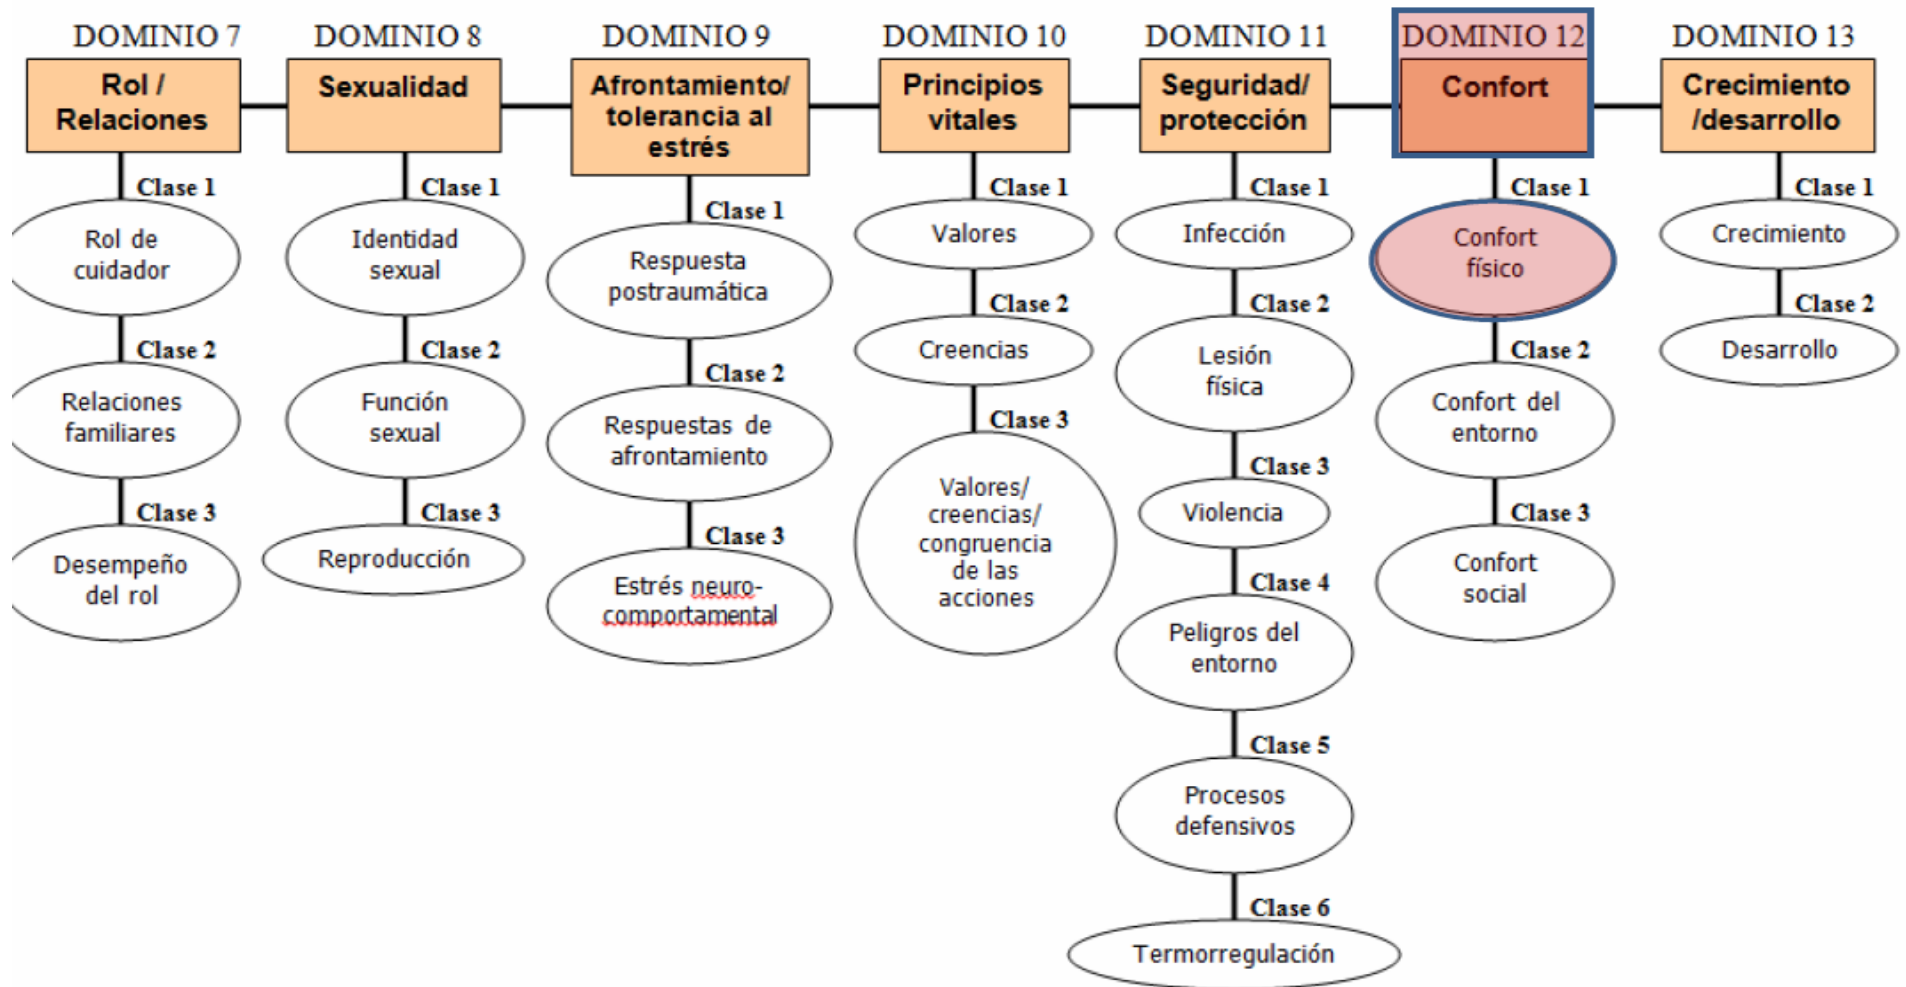 DOMINIO 7
Rol /
Relaciones
Clase 1
Rol de
cuidador
Clase 2
Relaciones
familiares
Clase 3
Desempeño
del rol
DOMINIO 8
Sexualidad
Clase 1
Identidad
sexual
Clase 2
Función
sexual
Clase 3
Reproducción
DOMINIO 9
Afrontamiento/
tolerancia al
estrés
Clase 1
Respuesta
postraumática
Clase 2
Respuestas de
afrontamiento
Clase 3
Estrés neuro-
comportamental
DOMINIO 10
Principios
vitales
Clase 1
Valores
Clase 2
Creencias
Clase 3
Valores/
creencias/
congruencia
de las
acciones
DOMINIO 11
Seguridad/
protección
Clase 1
Infección
Clase 2
Lesión
física
Clase 3
Violencia
Clase 4
Peligros del
entorno
Clase 5
Procesos
defensivos
Clase 6
Termorregulación
DOMINIO 12
Confort
Clase 1
Confort
físico
Clase 2
Confort del
entorno
Clase 3
Confort
social
DOMINIO 13
Crecimiento
/desarrollo
Clase 1
Crecimiento
Clase 2
Desarrollo